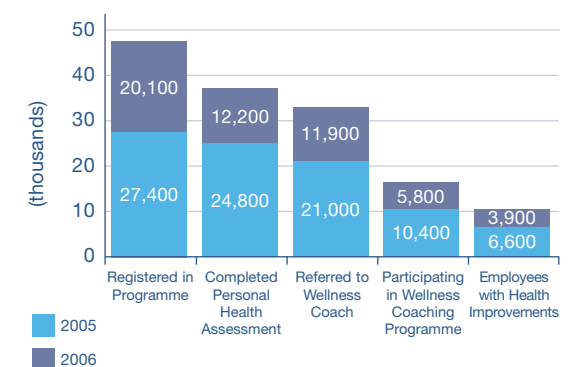 (thousands)
50
40
30
20
10
0
20,100
27,400
12,200
24,800
11,900
21,000
5,800
10,400
3,900
6,600
Registered in
Programme
Completed
Personal
Health
Assessment
Referred to
Wellness
Coach
Participating
in Wellness
Coaching
Programme
Employees
with Health
Improvements
2005
2006